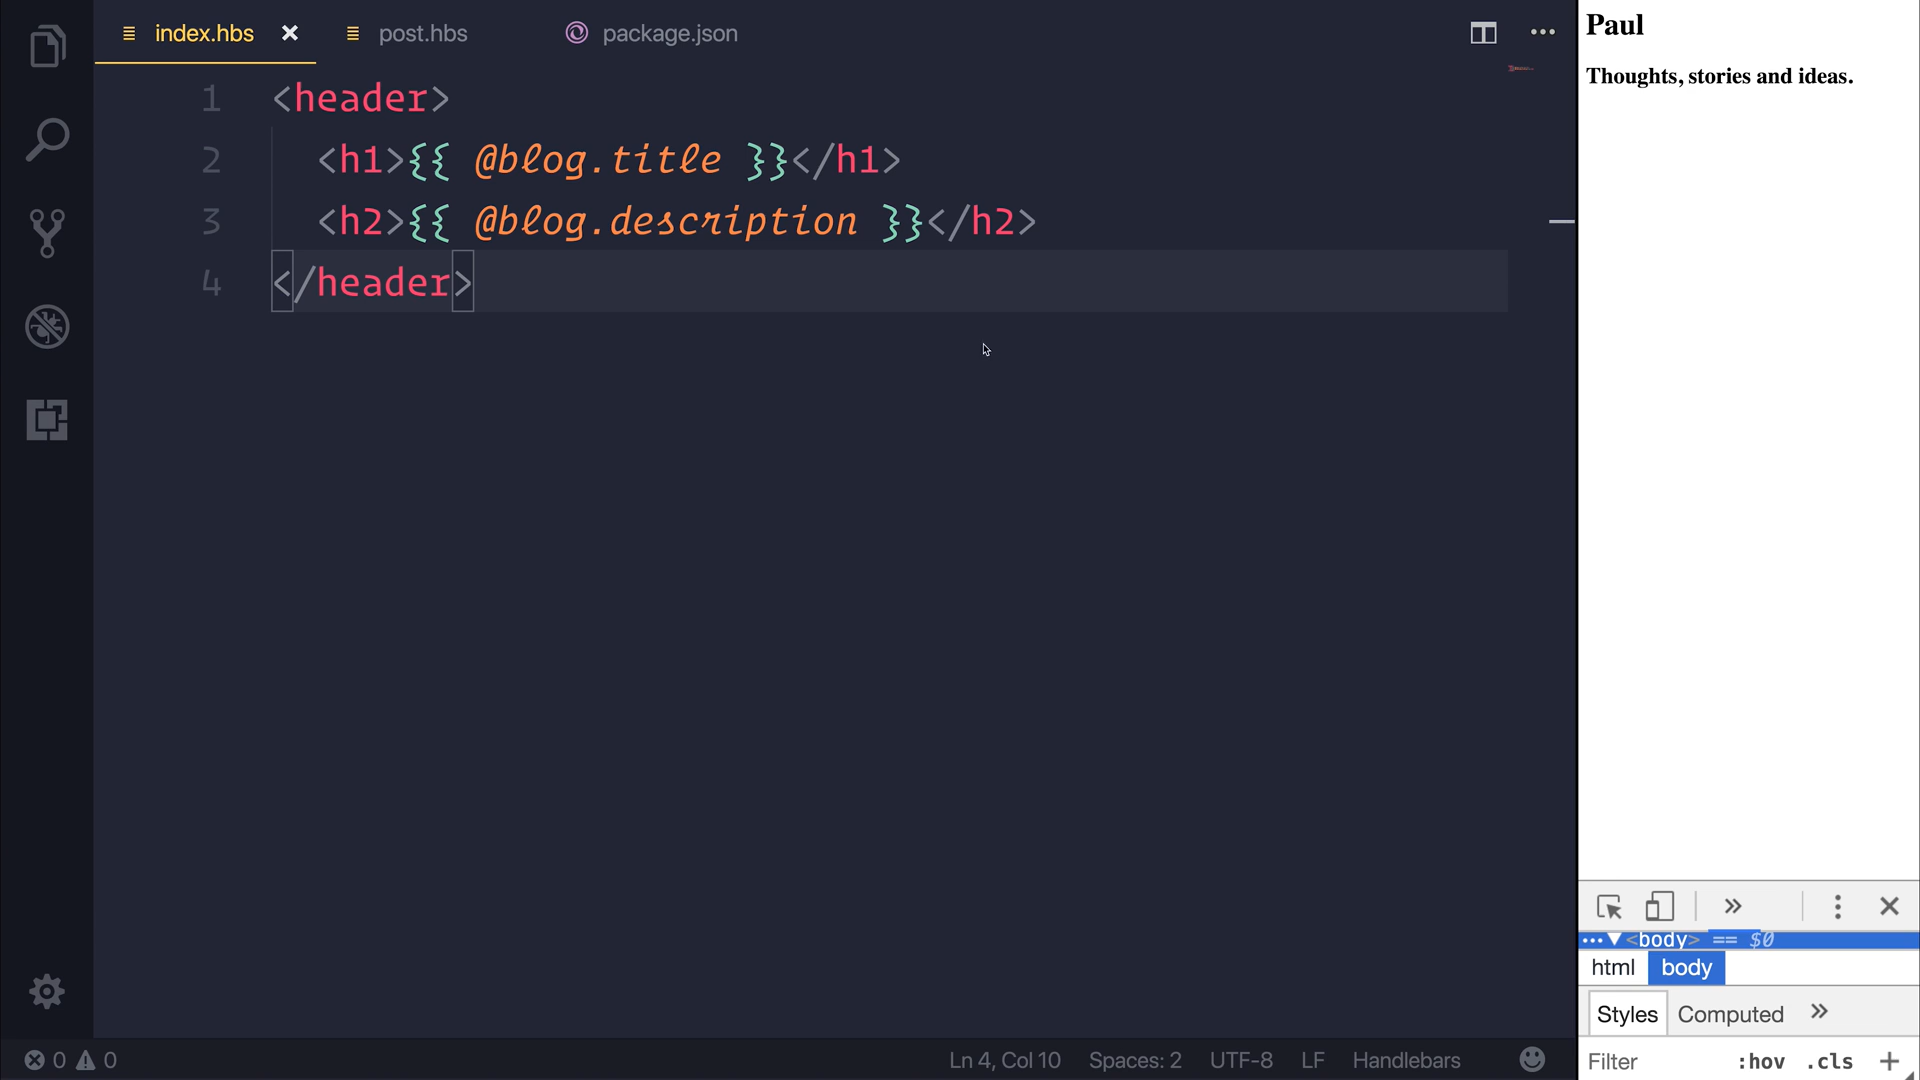 index.hbs
post.hbs
package.json
1 <header>
2 <h1>{{ @blog.title }}</h1>
3 <h2>{{ @blog.description }}</h2>
4 </header>
0 0
Ln 4, Col 10 Spaces: 2 UTF-8 LF Handlebars
Paul
Thoughts, stories and ideas.
<body> == $0
html body
Styles Computed
Filter :hov .cls